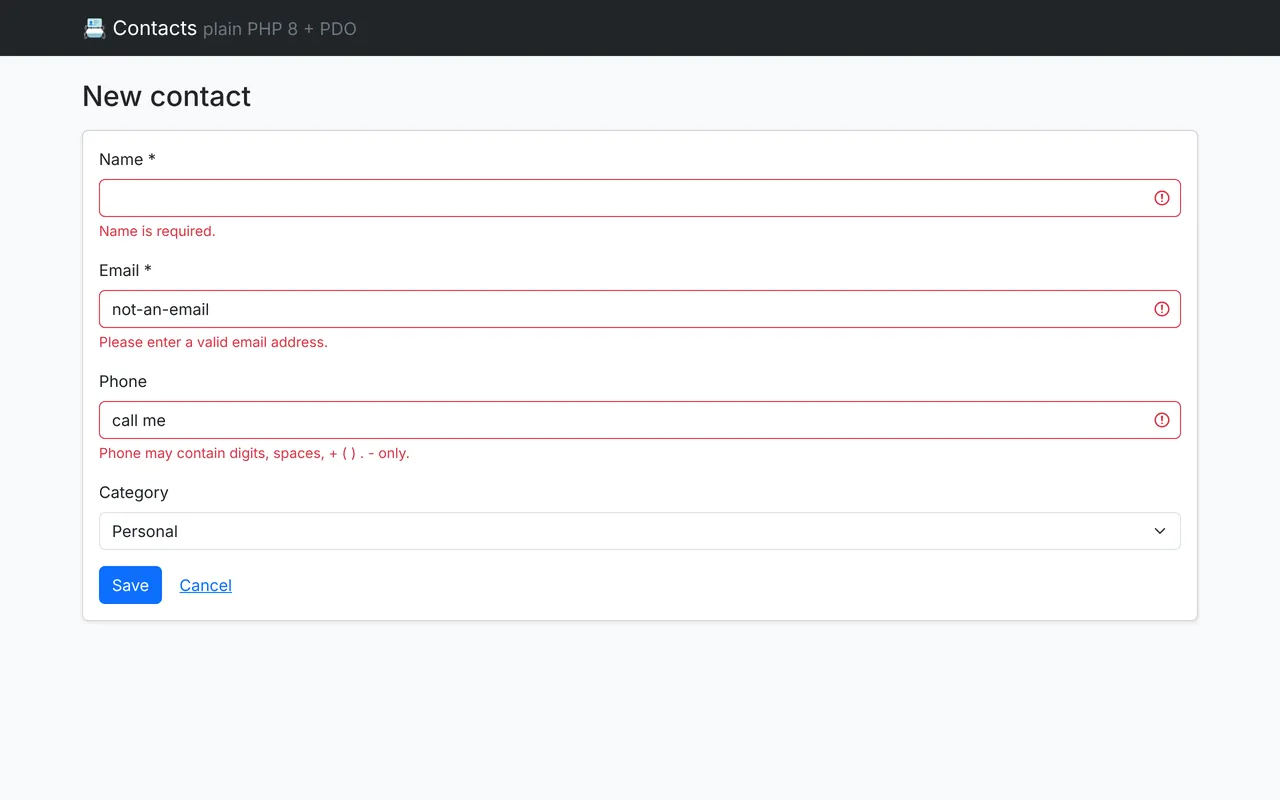 📇 Contacts plain PHP 8 + PDO
New contact
Name *
Name is required.
Email *
not-an-email
Please enter a valid email address.
Phone
call me
Phone may contain digits, spaces, + ( ) . - only.
Category
Personal
Save Cancel